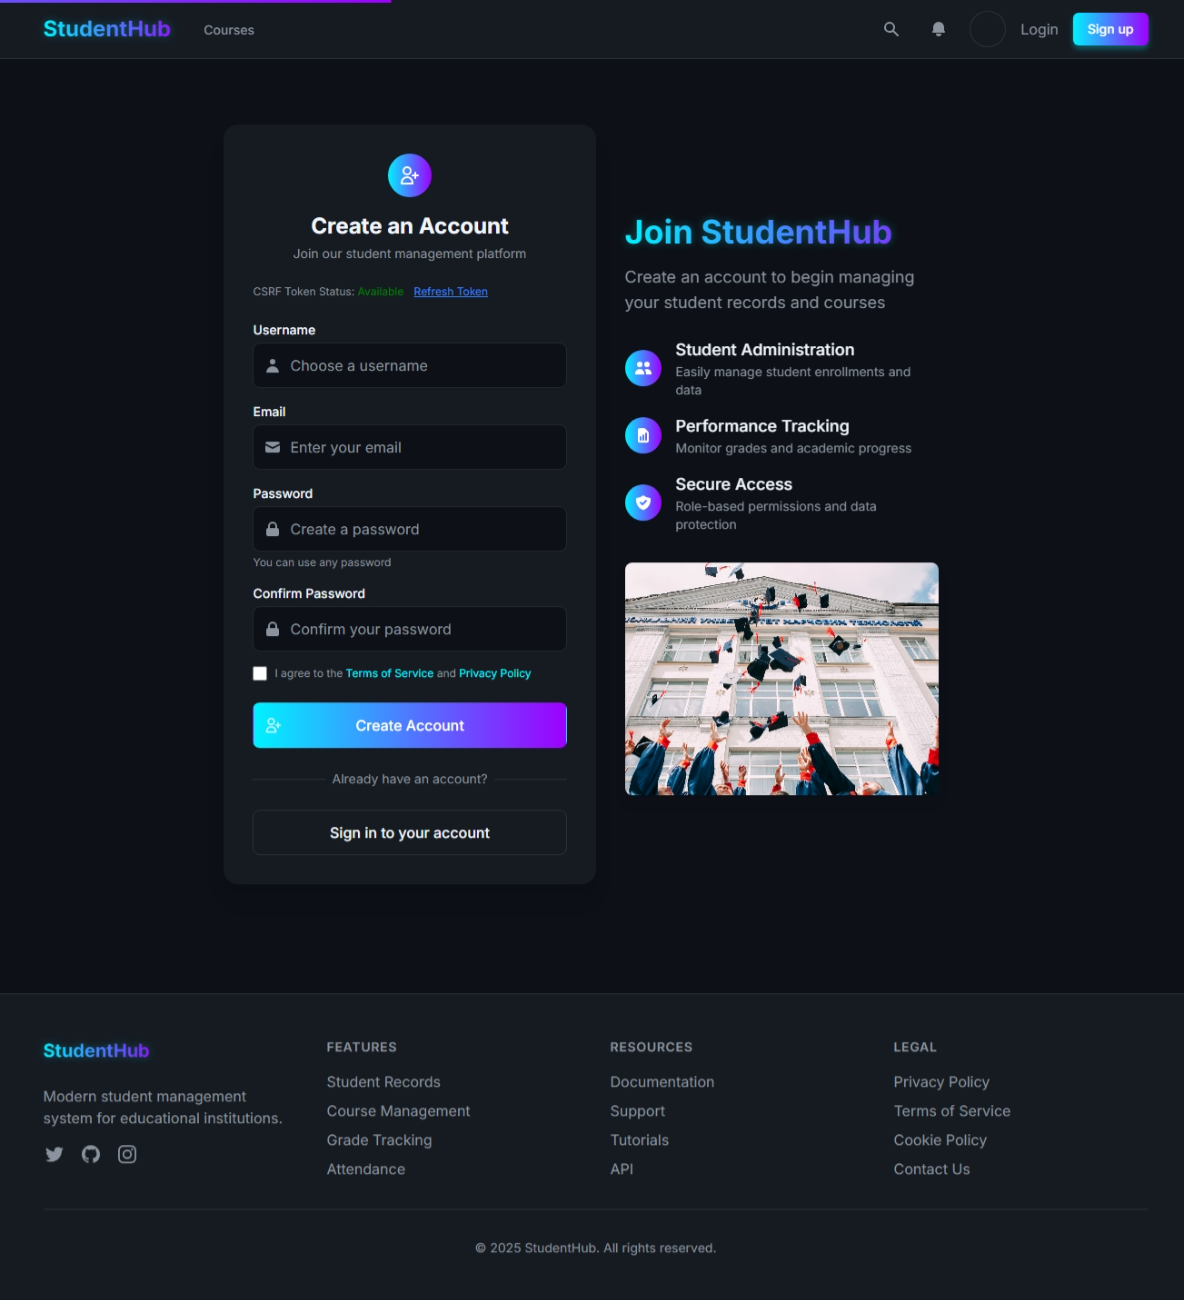 StudentHub
Courses
Login
Sign up
Create an Account
Join our student management platform
CSRF Token Status: Available Refresh Token
Username
Choose a username
Email
Enter your email
Password
Create a password
You can use any password
Confirm Password
Confirm your password
I agree to the Terms of Service and Privacy Policy
Create Account
Already have an account?
Sign in to your account
Join StudentHub
Create an account to begin managing
your student records and courses
Student Administration
Easily manage student enrollments and
data
Performance Tracking
Monitor grades and academic progress
Secure Access
Role-based permissions and data
protection
StudentHub
Modern student management
system for educational institutions.
FEATURES
Student Records
Course Management
Grade Tracking
Attendance
RESOURCES
Documentation
Support
Tutorials
API
LEGAL
Privacy Policy
Terms of Service
Cookie Policy
Contact Us
© 2025 StudentHub. All rights reserved.